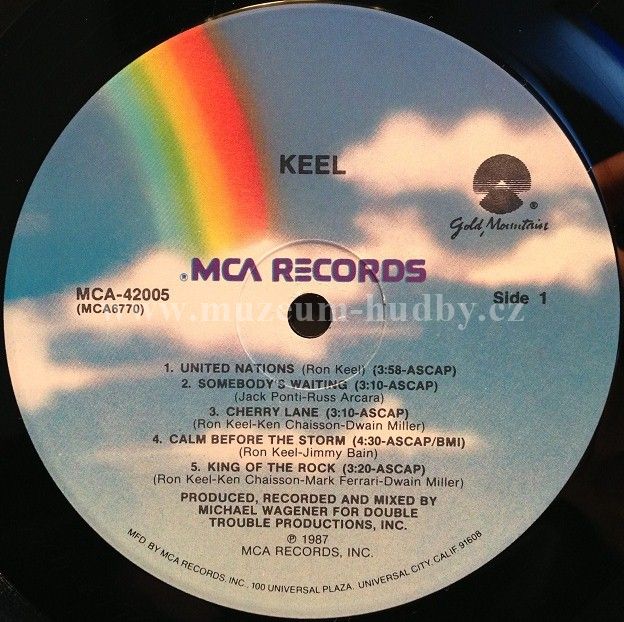 KEEL
®
Gold Mountain
® MCA RECORDS
MCA-42005
(MCA6770)
Side 1
www.muzeum-hudby.cz
1. UNITED NATIONS (Ron Keel) (3:58-ASCAP)
2. SOMEBODY'S WAITING (3:10-ASCAP)
(Jack Ponti-Russ Arcara)
3. CHERRY LANE (3:10-ASCAP)
(Ron Keel-Ken Chaisson-Dwain Miller)
4. CALM BEFORE THE STORM (4:30-ASCAP/BMI)
(Ron Keel-Jimmy Bain)
5. KING OF THE ROCK (3:20-ASCAP)
(Ron Keel-Ken Chaisson-Mark Ferrari-Dwain Miller)
PRODUCED, RECORDED AND MIXED BY
MICHAEL WAGENER FOR DOUBLE
TROUBLE PRODUCTIONS, INC.
℗ 1987
MCA RECORDS, INC.
MFD BY MCA RECORDS, INC., 100 UNIVERSAL PLAZA, UNIVERSAL CITY, CALIF. 91608